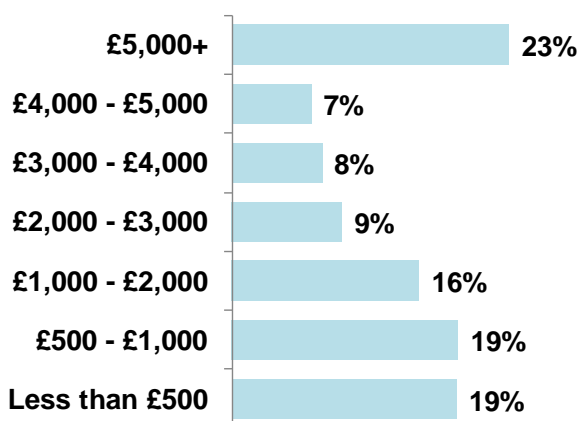 £5,000+ 23%
£4,000 - £5,000 7%
£3,000 - £4,000 8%
£2,000 - £3,000 9%
£1,000 - £2,000 16%
£500 - £1,000 19%
Less than £500 19%